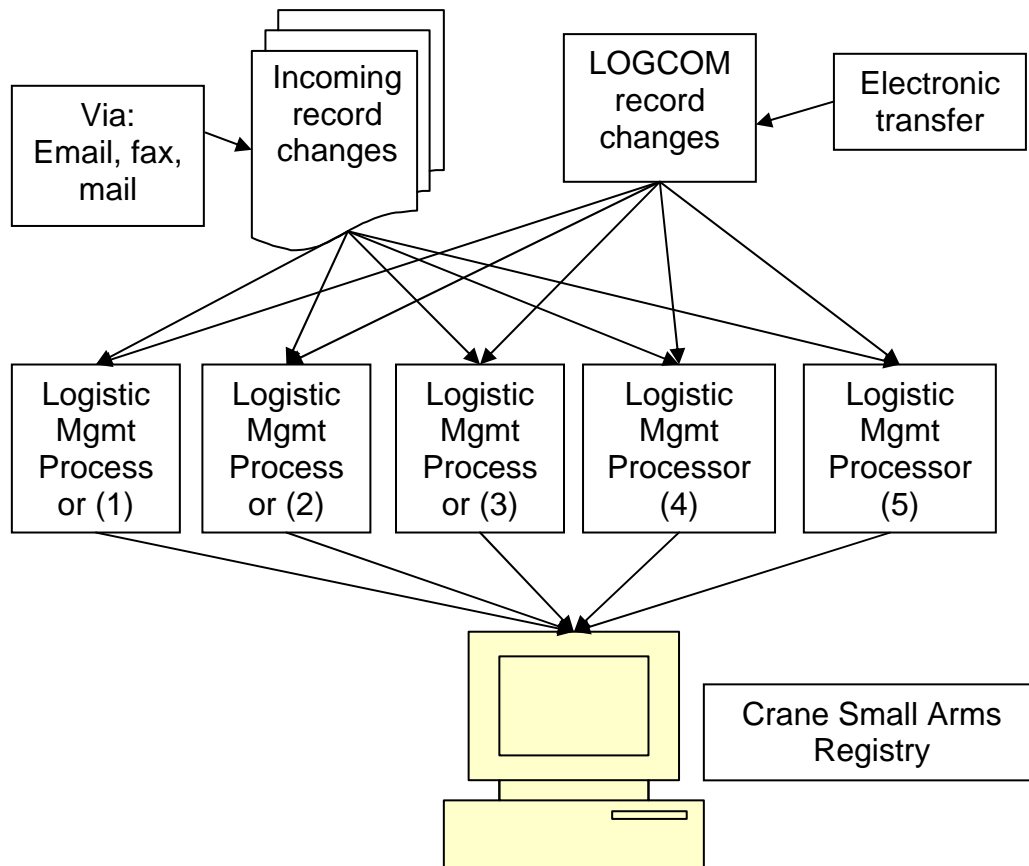 Via:
Email, fax,
mail
Incoming
record
changes
LOGCOM
record
changes
Electronic
transfer
Logistic
Mgmt
Process
or (1)
Logistic
Mgmt
Process
or (2)
Logistic
Mgmt
Process
or (3)
Logistic
Mgmt
Processor
(4)
Logistic
Mgmt
Processor
(5)
Crane Small Arms
Registry